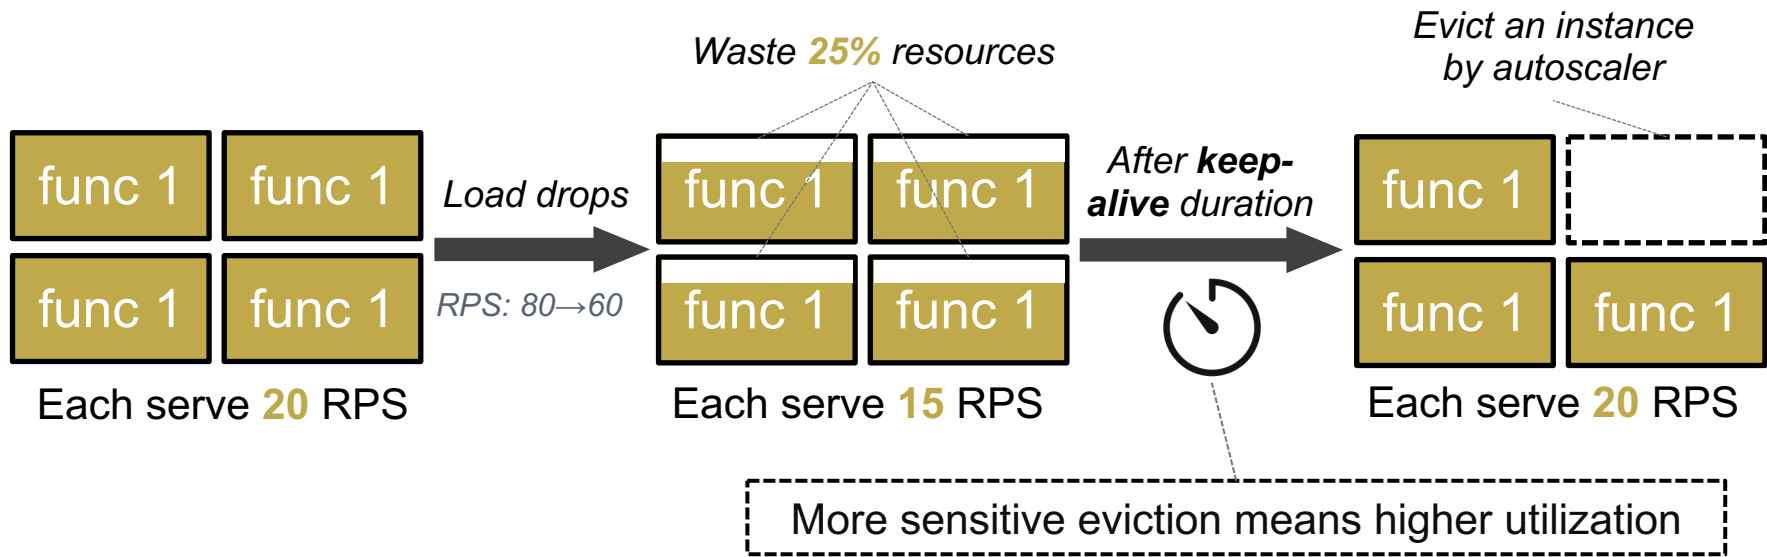 Waste 25% resources
Evict an instance
by autoscaler
func 1
func 1
func 1
func 1
Each serve 20 RPS
Load drops
RPS: 80→60
func 1
func 1
func 1
func 1
Each serve 15 RPS
After keep-
alive duration
func 1
func 1
func 1
Each serve 20 RPS
More sensitive eviction means higher utilization